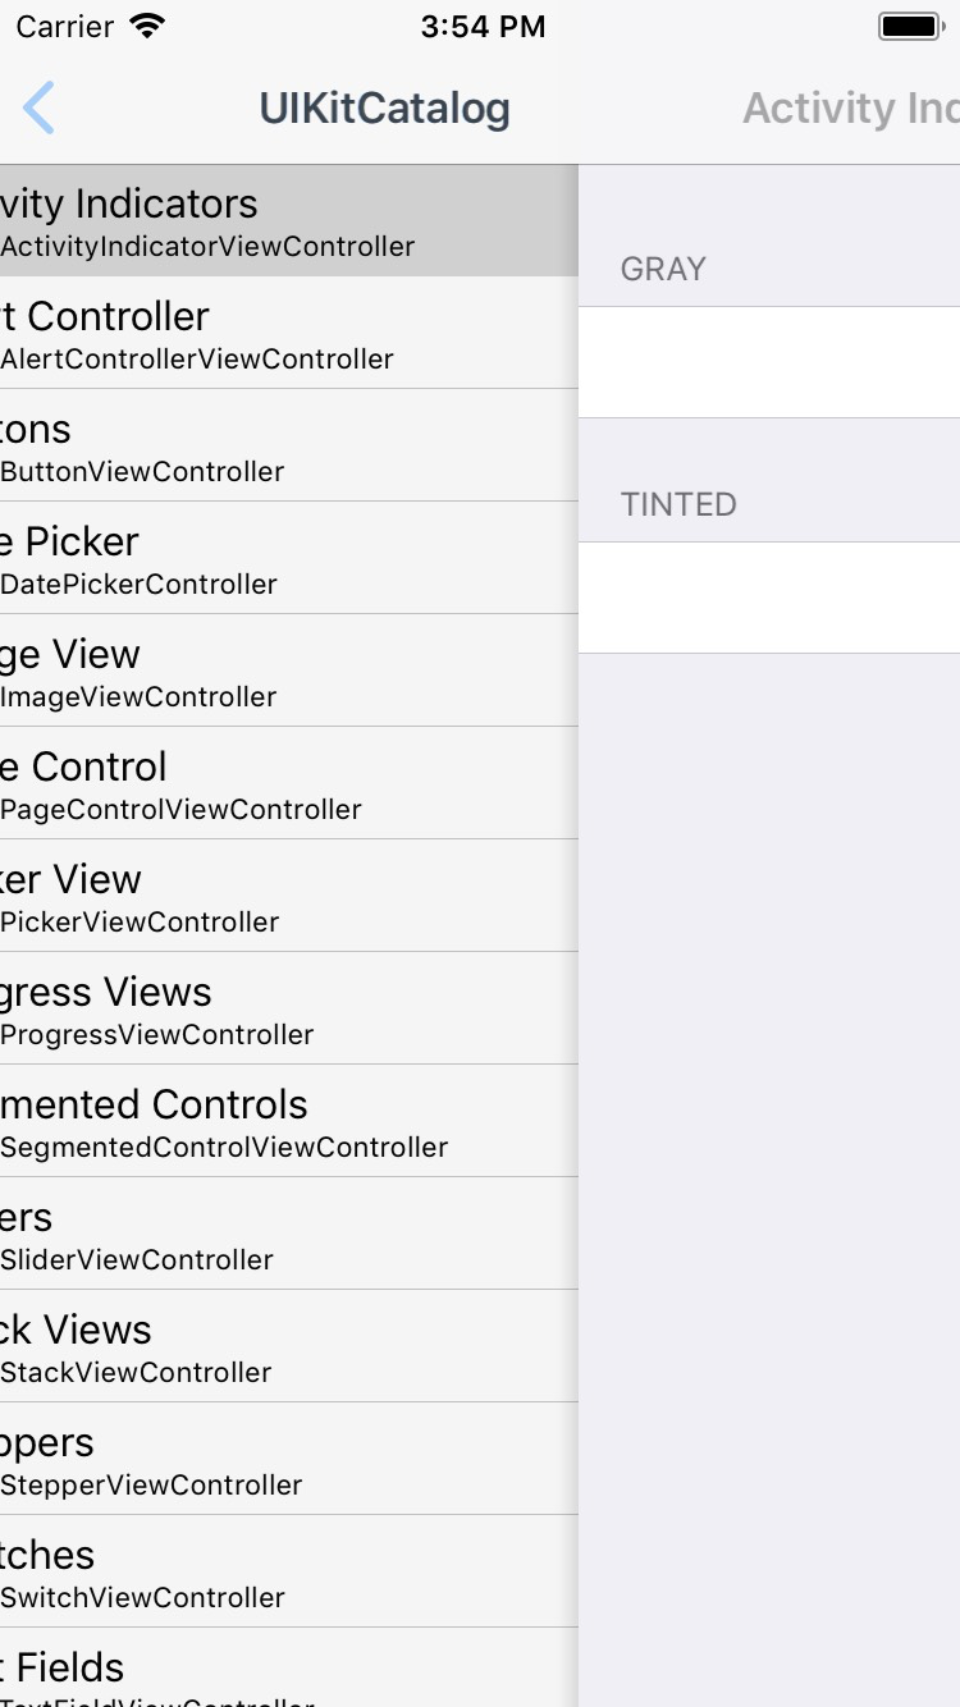 Carrier
3:54 PM
UIKitCatalog
Activity Ind
vity Indicators
ActivityIndicatorViewController
t Controller
AlertControllerViewController
tons
ButtonViewController
e Picker
DatePickerController
ge View
ImageViewController
e Control
PageControlViewController
ker View
PickerViewController
gress Views
ProgressViewController
mented Controls
SegmentedControlViewController
ers
SliderViewController
ck Views
StackViewController
ppers
StepperViewController
tches
SwitchViewController
t Fields
TextFieldViewController
GRAY
TINTED